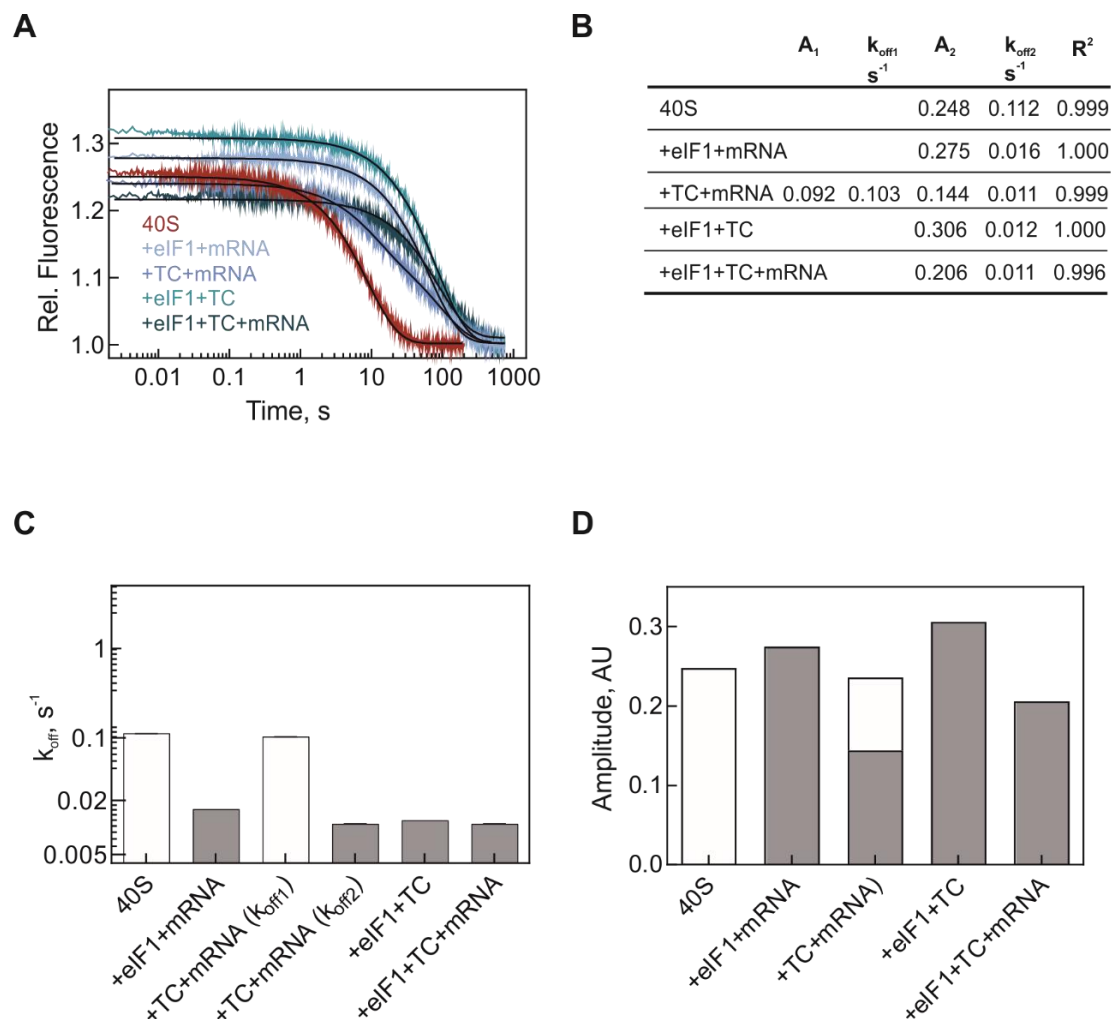 A
Rel. Fluorescence
1.3
1.2
1.1
1.0
40S
+eIF1+mRNA
+TC+mRNA
+eIF1+TC
+eIF1+TC+mRNA
0.01 0.1 1 10 100 1000
Time, s
B
A₁ k_off1 s⁻¹ A₂ k_off2 s⁻¹ R²
40S 0.248 0.112 0.999
+eIF1+mRNA 0.275 0.016 1.000
+TC+mRNA 0.092 0.103 0.144 0.011 0.999
+eIF1+TC 0.306 0.012 1.000
+eIF1+TC+mRNA 0.206 0.011 0.996
C
k_off, s⁻¹
1
0.1
0.02
0.005
40S
+eIF1+mRNA
+TC+mRNA (k_off1)
+TC+mRNA (k_off2)
+eIF1+TC
+eIF1+TC+mRNA
D
Amplitude, AU
0.3
0.2
0.1
0.0
40S
+eIF1+mRNA
+TC+mRNA)
+eIF1+TC
+eIF1+TC+mRNA